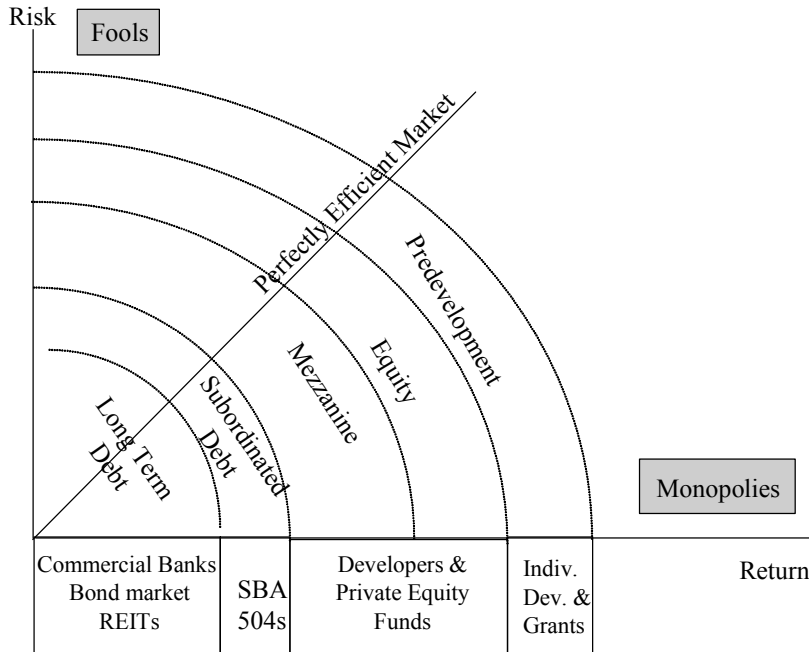 Risk
Fools
Perfectly Efficient Market
Predevelopment
Equity
Mezzanine
Subordinated
Debt
Long Term
Debt
Monopolies
Return
Commercial Banks
Bond market
REITs
SBA
504s
Developers &
Private Equity
Funds
Indiv.
Dev. &
Grants